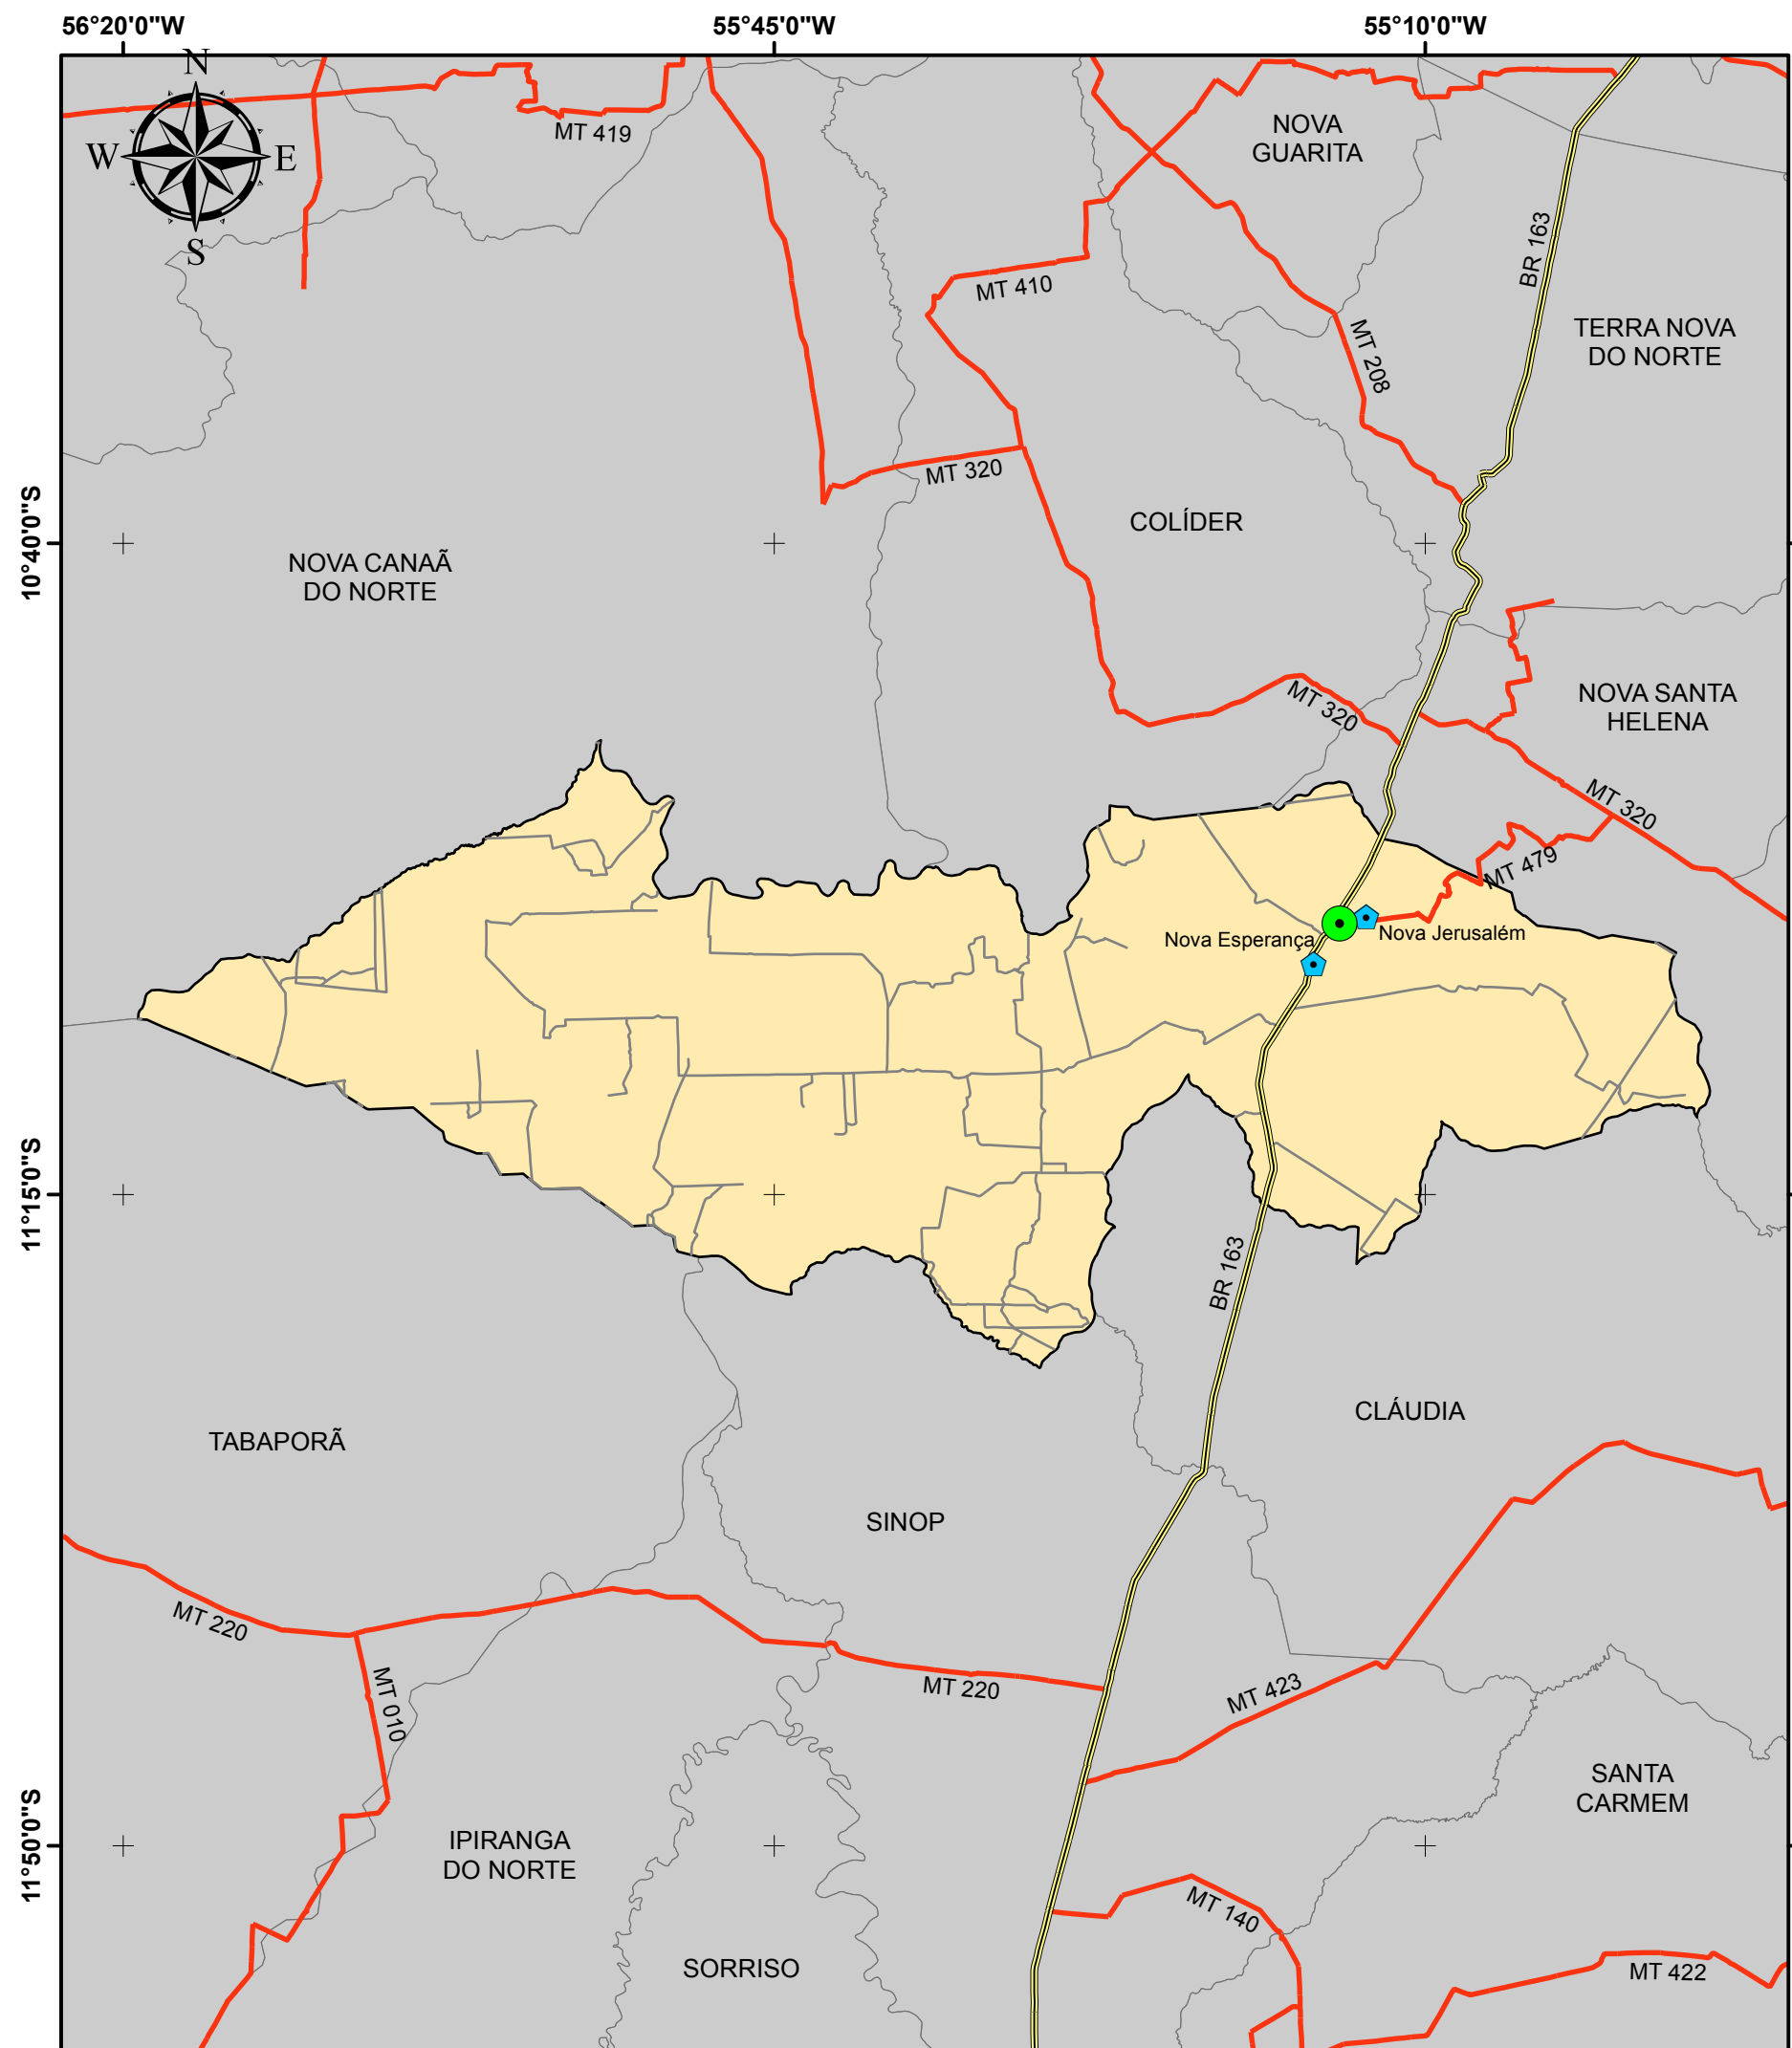 56°20'0"W
55°45'0"W
55°10'0"W
N
W
E
S
MT 419
NOVA
GUARITA
BR 163
MT 410
TERRA NOVA
DO NORTE
MT 208
MT 320
COLÍDER
10°40'0"S
NOVA CANAÃ
DO NORTE
MT 320
NOVA SANTA
HELENA
MT 320
MT 479
Nova Esperança
Nova Jerusalém
11°15'0"S
BR 163
CLÁUDIA
TABAPORÃ
SINOP
MT 220
MT 010
MT 220
MT 423
SANTA
CARMEM
11°50'0"S
IPIRANGA
DO NORTE
MT 140
SORRISO
MT 422